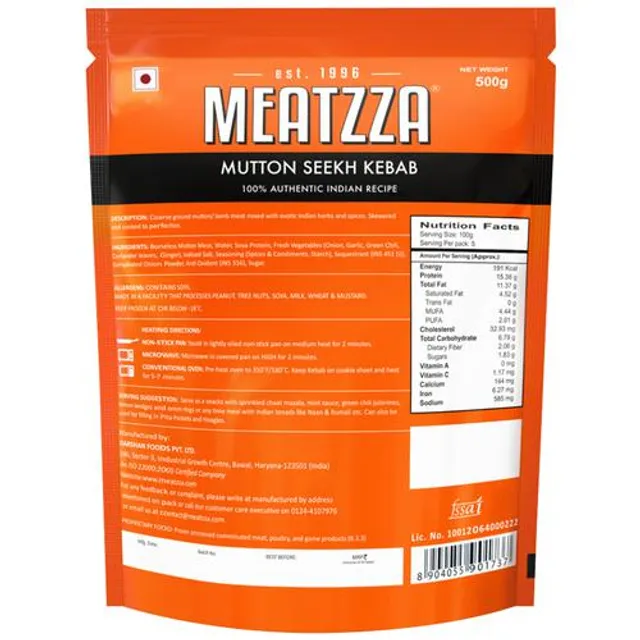 est. 1996
MEATZZA®
NET WEIGHT
500g
MUTTON SEEKH KEBAB
100% AUTHENTIC INDIAN RECIPE
DESCRIPTION: Coarse ground mutton/ lamb meat mixed with exotic Indian herbs and spices. Skewered
and cooked to perfection.
INGREDIENTS: Boneless Mutton Meat, Water, Soya Protein, Fresh Vegetables (Onion, Garlic, Green Chili,
Coriander Leaves, Ginger), Salt, Seasoning (Spices & Condiments, Starch), Sequestrant (INS 451 (i)),
Dehydrated Onion Powder, Anti Oxidant (INS 316), Sugar.
ALLERGENS: CONTAINS SOYA.
MADE IN A FACILITY THAT PROCESSES PEANUT, TREE NUTS, SOYA, MILK, WHEAT & MUSTARD.
KEEP FROZEN AT OR BELOW -18°C.
HEATING DIRECTIONS:
NON-STICK PAN: Sauté in lightly oiled non-stick pan on medium heat for 2 minutes.
MICROWAVE: Microwave in covered pan on HIGH for 2 minutes.
CONVENTIONAL OVEN: Pre-heat oven to 350°F/180°C. Keep Kebab on cookie sheet and heat
for 5-7 minutes.
SERVING SUGGESTION: Serve as a snacks with sprinkled chaat masala, mint sauce, green chili juliennes,
lemon wedges and onion rings or any time meal with Indian breads like Naan & Rumali etc. Can also be
used for filling in Pitta Pockets and Hoagies.
Manufactured by:
DARSHAN FOODS PVT. LTD.
Sector 3, Industrial Growth Centre, Bawal, Haryana-123501 (India)
An ISO 22000:2005 Certified Company
www.meatzza.com
For any feedback or complaint, please write at manufactured by address
mentioned on pack or call our customer care executive on 0124-4107976
or email us at contact@meatzza.com
PROPRIETARY FOOD: Frozen processed comminuted meat, poultry, and game products (8.3.3)
Mfg. Date:
Batch No
BEST BEFORE:
MRP₹
Nutrition Facts
Serving Size: 100g
Serving Per pack: 5
Amount Per Serving (Approx.)
Energy 191 Kcal
Protein 15.38 g
Total Fat 11.37 g
Saturated Fat 4.52 g
Trans Fat 0 g
MUFA 4.44 g
PUFA 2.01 g
Cholesterol 32.93 mg
Total Carbohydrate 6.79 g
Dietary Fiber 2.06 g
Sugars 1.83 g
Vitamin A 0 mg
Vitamin C 1.17 mg
Calcium 164 mg
Iron 6.27 mg
Sodium 585 mg
fssai
Lic. No. 10012064000222
8 904055 901737